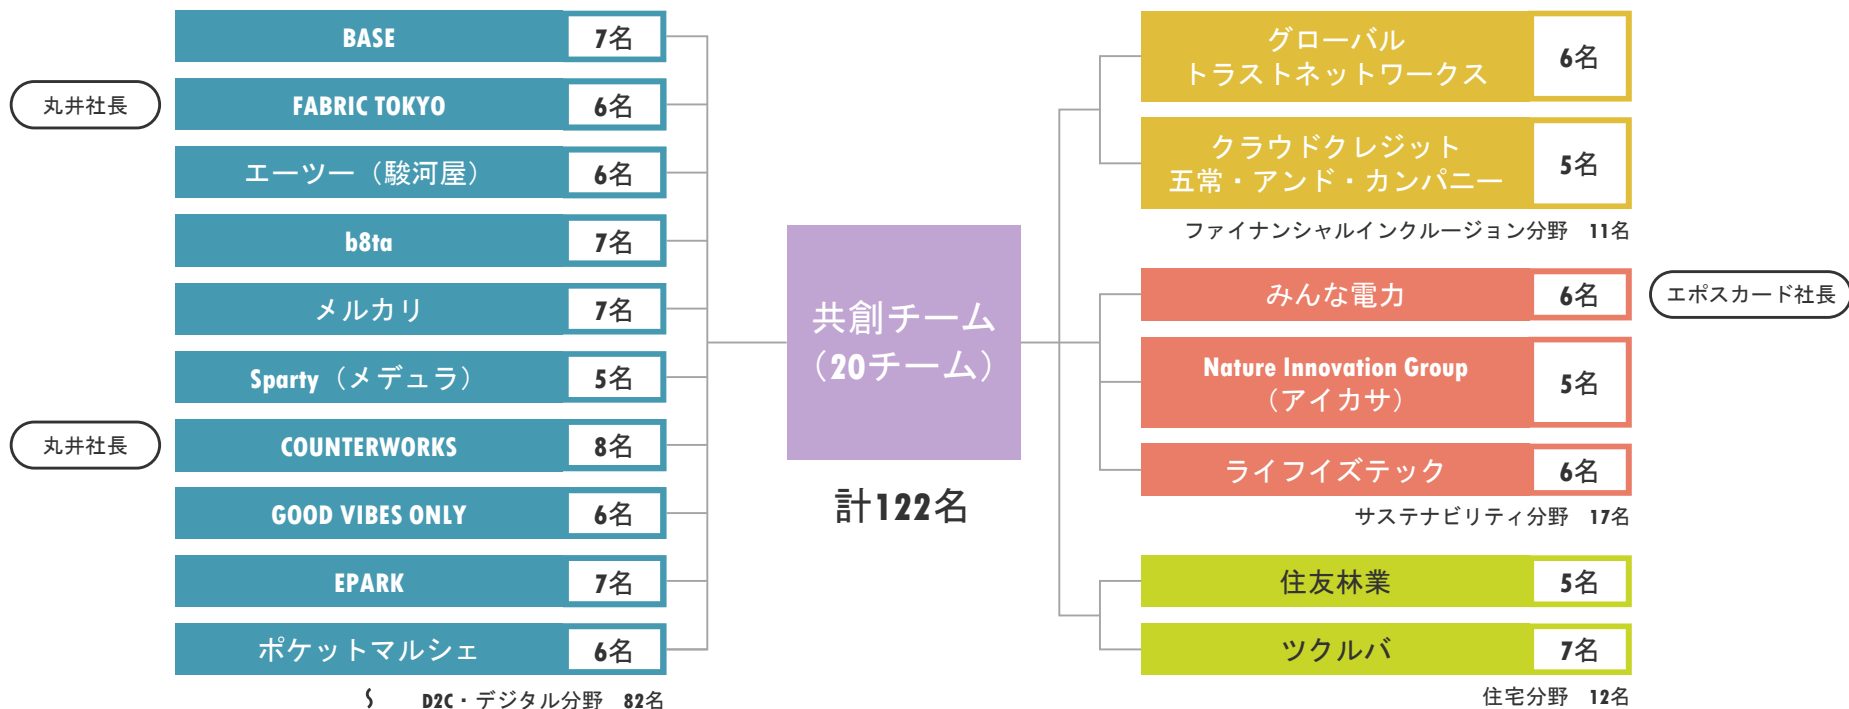 BASE 7名
丸井社長 FABRIC TOKYO 6名
エーツー（駿河屋） 6名
b8ta 7名
メルカリ 7名
Sparty（メデュラ） 5名
丸井社長 COUNTERWORKS 8名
GOOD VIBES ONLY 6名
EPARK 7名
ポケットマルシェ 6名
〜 D2C・デジタル分野 82名
共創チーム
（20チーム）
計122名
グローバル
トラストネットワークス 6名
クラウドクレジット
五常・アンド・カンパニー 5名
ファイナンシャルインクルージョン分野 11名
みんな電力 6名 エポスカード社長
Nature Innovation Group
（アイカサ） 5名
ライフイズテック 6名
サステナビリティ分野 17名
住友林業 5名
ツクルバ 7名
住宅分野 12名